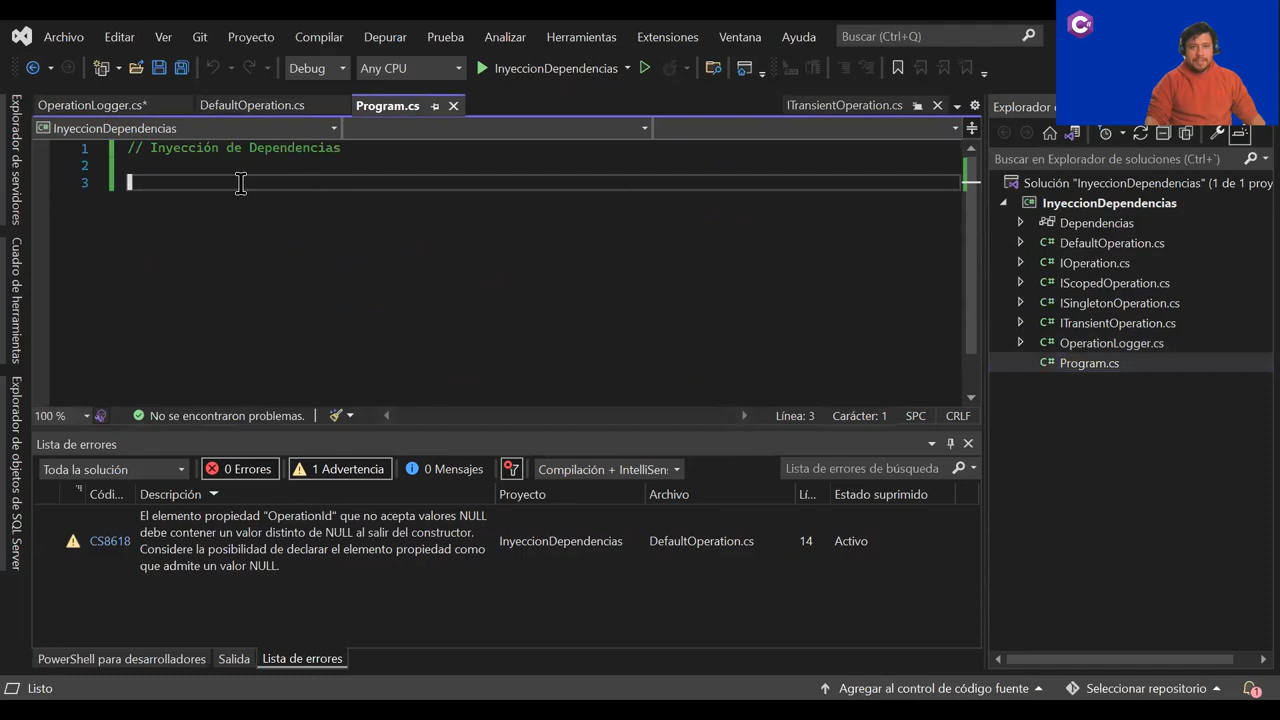 Archivo Editar Ver Git Proyecto Compilar Depurar Prueba Analizar Herramientas Extensiones Ventana Ayuda Buscar (Ctrl+Q)
Debug Any CPU InyeccionDependencias
OperationLogger.cs* DefaultOperation.cs Program.cs ITransientOperation.cs
InyeccionDependencias
1 // Inyección de Dependencias
2
3
100 % No se encontraron problemas. Línea: 3 Carácter: 1 SPC CRLF
Explorador de servidores
Cuadro de herramientas
Explorador de objetos de SQL Server
Lista de errores
Toda la solución 0 Errores 1 Advertencia 0 Mensajes Compilación + IntelliSen Lista de errores de búsqueda
Códi... Descripción Proyecto Archivo Lí... Estado suprimido
CS8618 El elemento propiedad "OperationId" que no acepta valores NULL
debe contener un valor distinto de NULL al salir del constructor.
Considere la posibilidad de declarar el elemento propiedad como
que admite un valor NULL.
InyeccionDependencias DefaultOperation.cs 14 Activo
PowerShell para desarrolladores Salida Lista de errores
Explorador de
Buscar en Explorador de soluciones (Ctrl+`)
Solución "InyeccionDependencias" (1 de 1 proy
InyeccionDependencias
Dependencias
C# DefaultOperation.cs
C# IOperation.cs
C# IScopedOperation.cs
C# ISingletonOperation.cs
C# ITransientOperation.cs
C# OperationLogger.cs
C# Program.cs
Listo Agregar al control de código fuente Seleccionar repositorio 1
C#